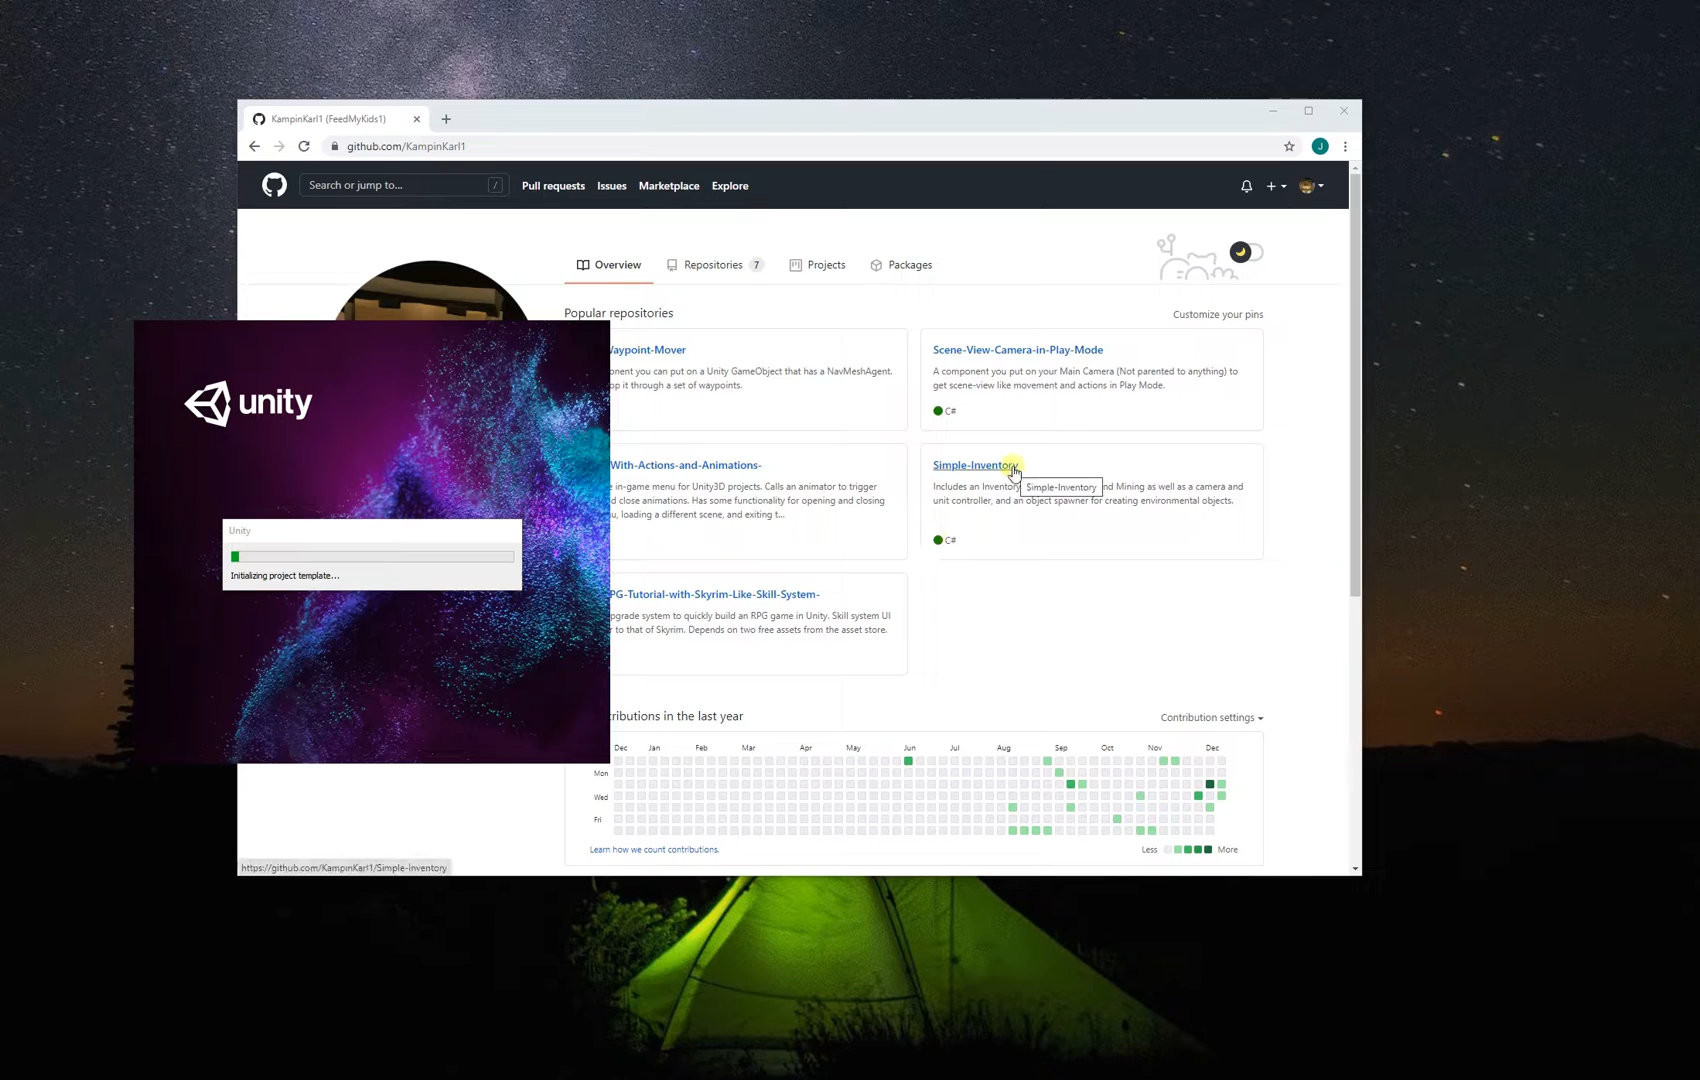 KampinKarl1 (FeedMyKids1)
github.com/KampinKarl1
J
Search or jump to... /
Pull requests Issues Marketplace Explore
Overview Repositories 7 Projects Packages
Popular repositories
Customize your pins
Waypoint-Mover
onent you can put on a Unity GameObject that has a NavMeshAgent.
op it through a set of waypoints.
Scene-View-Camera-in-Play-Mode
A component you put on your Main Camera (Not parented to anything) to
get scene-view like movement and actions in Play Mode.
C#
With-Actions-and-Animations-
e in-game menu for Unity3D projects. Calls an animator to trigger
d close animations. Has some functionality for opening and closing
u, loading a different scene, and exiting t...
Simple-Inventory
Includes an Inventory
Simple-Inventory
nd Mining as well as a camera and
unit controller, and an object spawner for creating environmental objects.
C#
PG-Tutorial-with-Skyrim-Like-Skill-System-
pgrade system to quickly build an RPG game in Unity. Skill system UI
r to that of Skyrim. Depends on two free assets from the asset store.
unity
Unity
Initializing project template...
ributions in the last year
Contribution settings
Dec Jan Feb Mar Apr May Jun Jul Aug Sep Oct Nov Dec
Mon
Wed
Fri
Learn how we count contributions.
Less More
https://github.com/KampinKarl1/Simple-Inventory